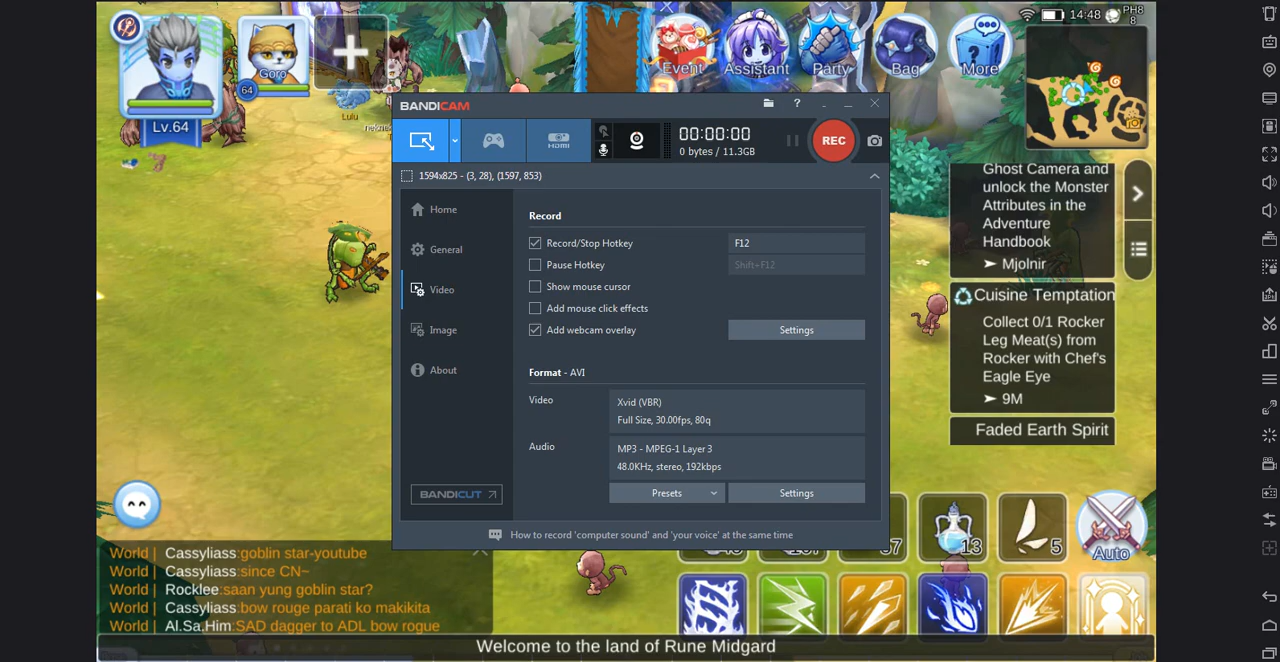 14:48
PH8
8
Goro
64
Lv.64
Lulu
Event
Assistant
Party
Bag
More
BANDICAM
?
HDMI
00:00:00
0 bytes / 11.3GB
REC
1594x825 - (3, 28), (1597, 853)
Home
General
Video
Image
About
BANDICUT
Record
Record/Stop Hotkey
F12
Pause Hotkey
Shift+F12
Show mouse cursor
Add mouse click effects
Add webcam overlay
Settings
Format - AVI
Video
Xvid (VBR)
Full Size, 30.00fps, 80q
Audio
MP3 - MPEG-1 Layer 3
48.0KHz, stereo, 192kbps
Presets
Settings
How to record 'computer sound' and 'your voice' at the same time
Ghost Camera and
unlock the Monster
Attributes in the
Adventure
Handbook
➤ Mjolnir
Cuisine Temptation
Collect 0/1 Rocker
Leg Meat(s) from
Rocker with Chef's
Eagle Eye
➤ 9M
Faded Earth Spirit
13
5
Auto
World | Cassyliass:goblin star-youtube
World | Cassyliass:since CN~
World | Rocklee:saan yung goblin star?
World | Cassyliass:bow rouge parati ko makikita
World | Al.Sa.Him:SAD dagger to ADL bow rogue
Welcome to the land of Rune Midgard